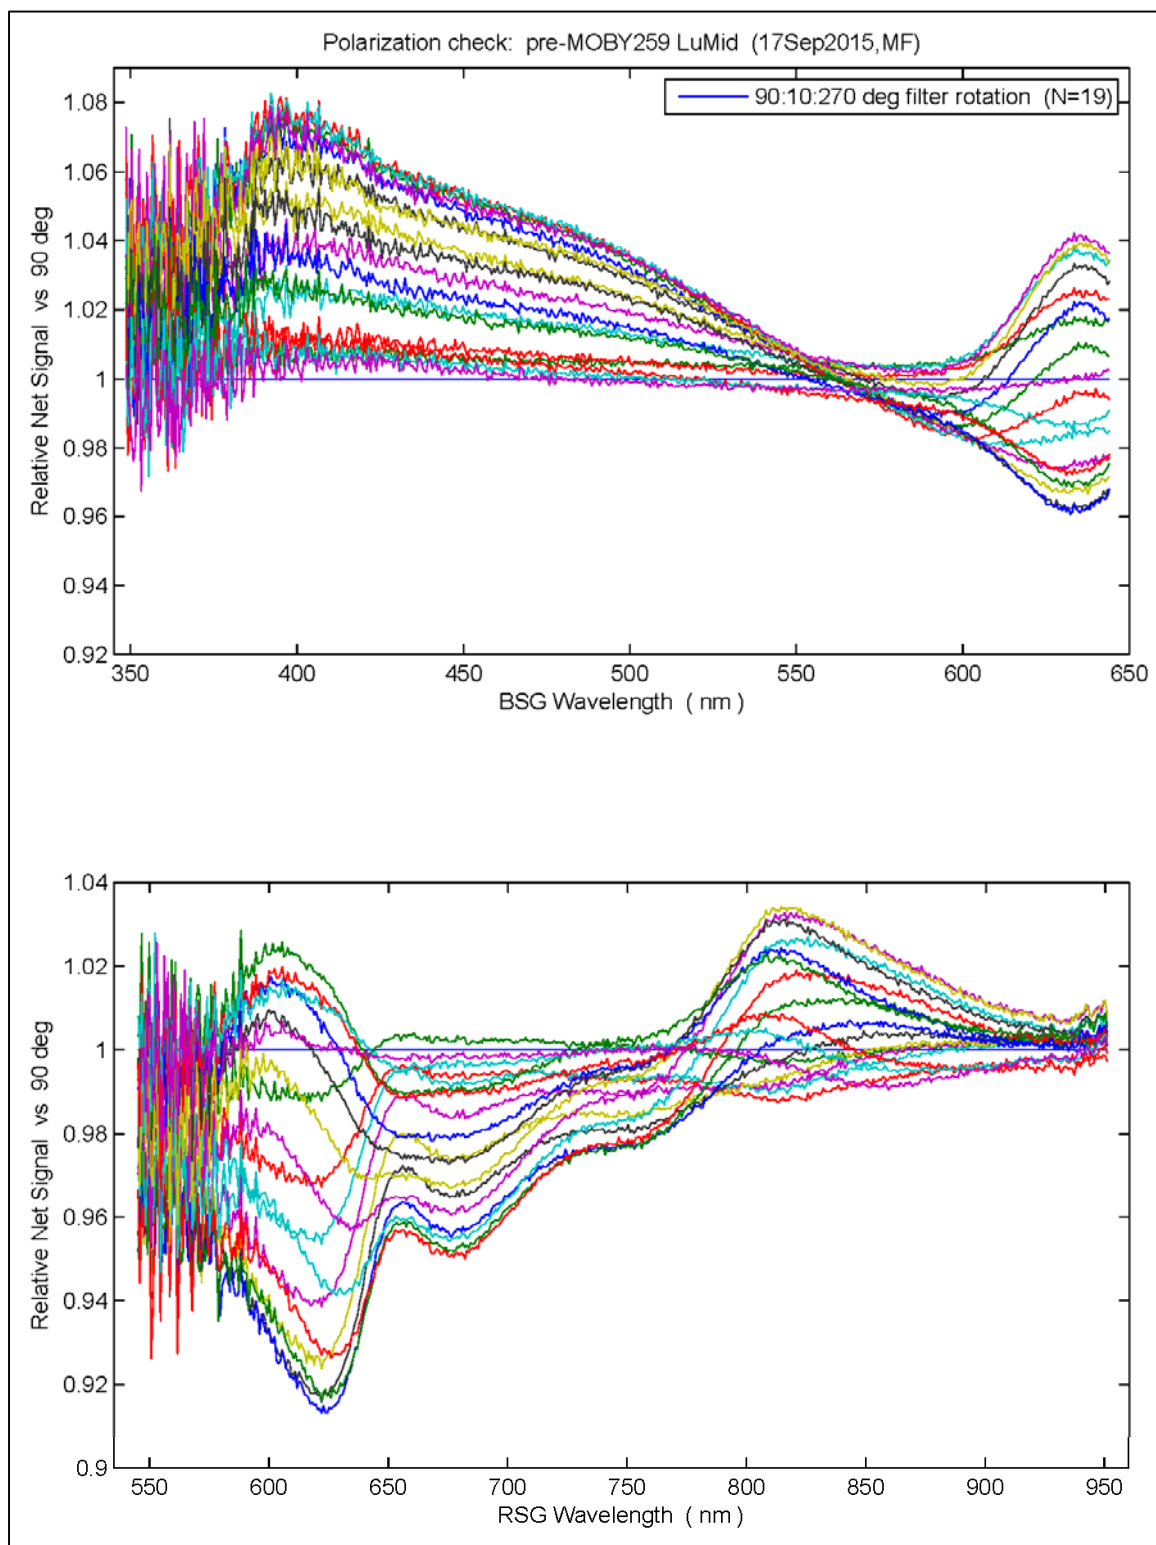 Polarization check: pre-MOBY259 LuMid (17Sep2015,MF)
90:10:270 deg filter rotation (N=19)
Relative Net Signal vs 90 deg
1.08
1.06
1.04
1.02
1
0.98
0.96
0.94
0.92
350 400 450 500 550 600 650
BSG Wavelength ( nm )
Relative Net Signal vs 90 deg
1.04
1.02
1
0.98
0.96
0.94
0.92
0.9
550 600 650 700 750 800 850 900 950
RSG Wavelength ( nm )